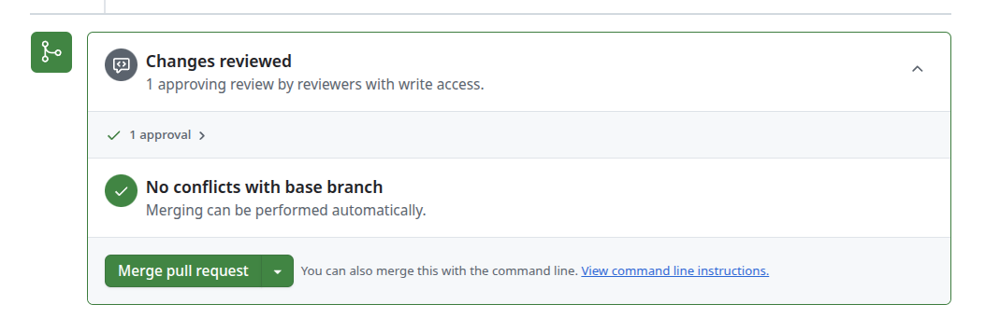 Changes reviewed
1 approving review by reviewers with write access.
1 approval
No conflicts with base branch
Merging can be performed automatically.
Merge pull request You can also merge this with the command line. View command line instructions.